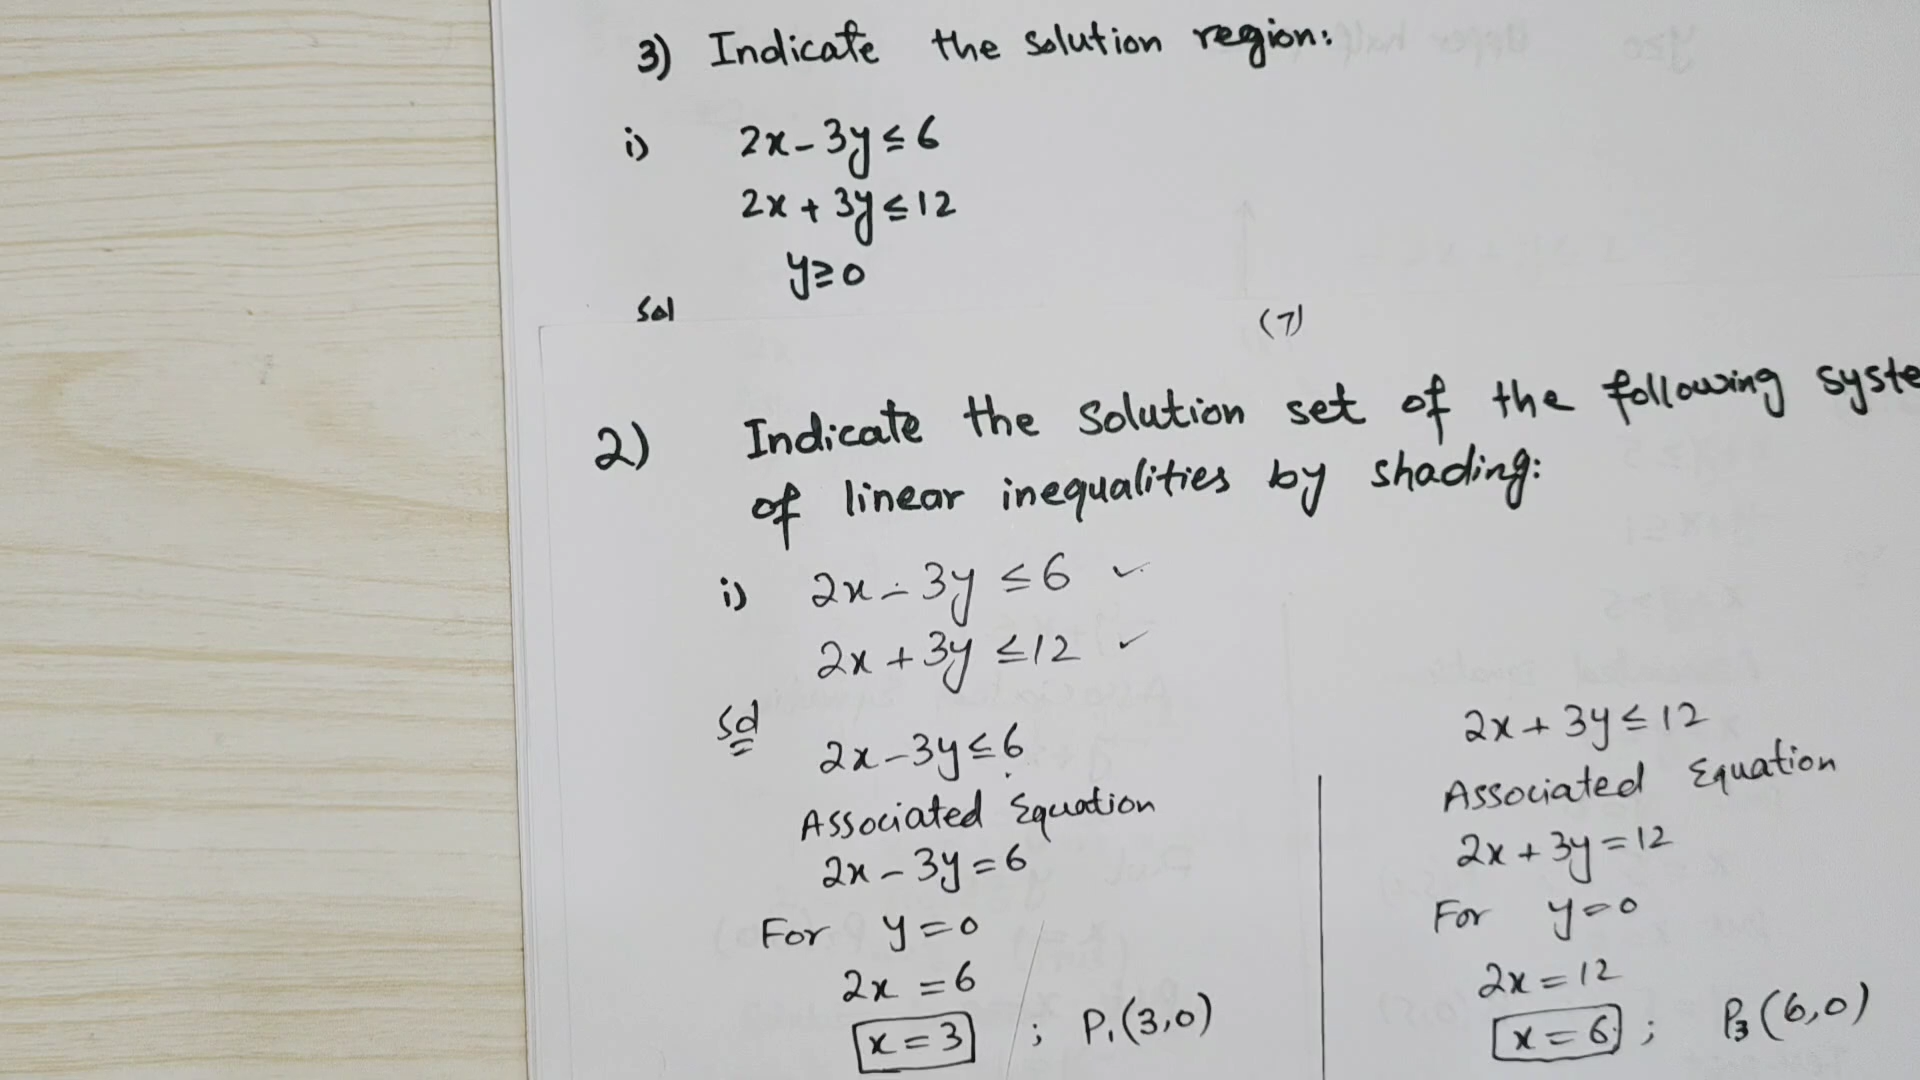 3) Indicate the solution region:
i) 2x - 3y ≤ 6
2x + 3y ≤ 12
y ≥ 0
Sol
(7)
2) Indicate the solution set of the following syste
of linear inequalities by shading:
i) 2x - 3y ≤ 6 ✓
2x + 3y ≤ 12 ✓
Sol
2x - 3y ≤ 6
Associated Equation
2x - 3y = 6
For y = 0
2x = 6
x = 3 ; P₁(3,0)
2x + 3y ≤ 12
Associated Equation
2x + 3y = 12
For y = 0
2x = 12
x = 6 ; P₃(6,0)